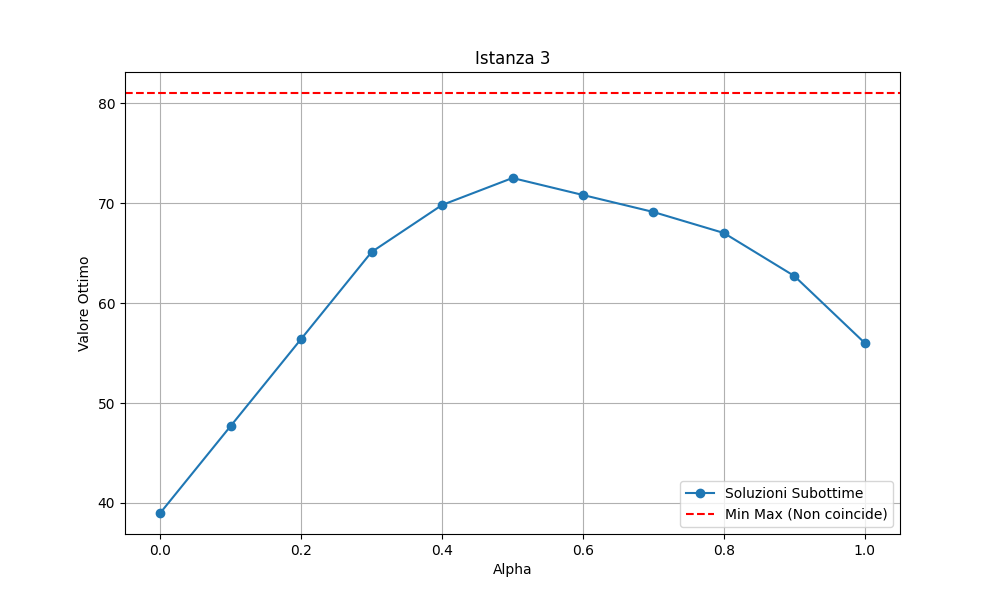 Istanza 3
Valore Ottimo
80
70
60
50
40
0.0 0.2 0.4 0.6 0.8 1.0
Alpha
Soluzioni Subottime
Min Max (Non coincide)